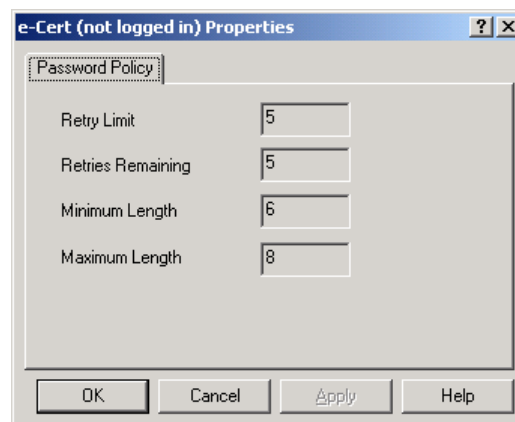 e-Cert (not logged in) Properties
Password Policy
Retry Limit 5
Retries Remaining 5
Minimum Length 6
Maximum Length 8
OK Cancel Apply Help